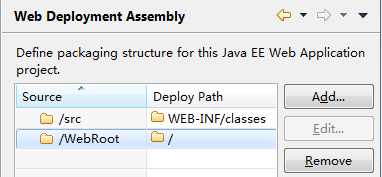 Web Deployment Assembly
Define packaging structure for this Java EE Web Application
project.
Source Deploy Path
/src WEB-INF/classes
/WebRoot /
Add...
Edit...
Remove